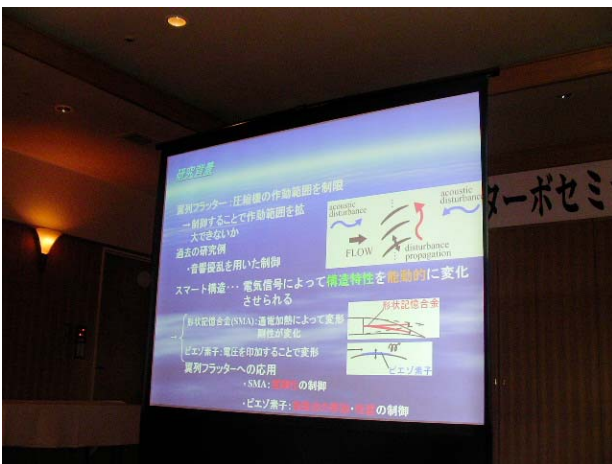 研究背景
翼列フラッター:圧縮機の作動範囲を制限
→制御することで作動範囲を拡
大できないか
過去の研究例
・音響擾乱を用いた制御
acoustic
disturbance
acoustic
disturbance
FLOW
disturbance
propagation
スマート構造・・・電気信号によって構造特性を能動的に変化
させられる
形状記憶合金(SMA):通電加熱によって変形
剛性が変化
ピエゾ素子:電圧を印加することで変形
形状記憶合金
ピエゾ素子
翼列フラッターへの応用
・SMA: の制御
・ピエゾ素子: の制御
ターボセミ